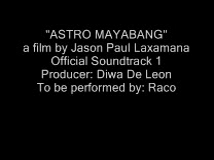 "ASTRO MAYABANG"
a film by Jason Paul Laxamana
Official Soundtrack 1
Producer: Diwa De Leon
To be performed by: Raco